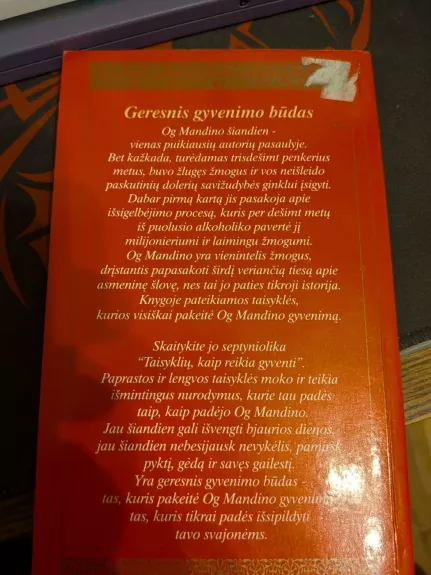 Geresnis gyvenimo būdas
Og Mandino šiandien -
vienas puikiausių autorių pasaulyje.
Bet kažkada, turėdamas trisdešimt penkerius
metus, buvo žlugęs žmogus ir vos neišleido
paskutinių dolerių savižudybės ginklui įsigyti.
Dabar pirmą kartą jis pasakoja apie
išsigelbėjimo procesą, kuris per dešimt metų
iš puolusio alkoholiko pavertė jį
milijonieriumi ir laimingu žmogumi.
Og Mandino yra vienintelis žmogus,
drįstantis papasakoti širdį veriančią tiesą apie
asmeninę šlovę, nes tai jo paties tikroji istorija.
Knygoje pateikiamos taisyklės,
kurios visiškai pakeitė Og Mandino gyvenimą.
Skaitykite jo septyniolika
“Taisyklių, kaip reikia gyventi”.
Paprastos ir lengvos taisyklės moko ir teikia
išmintingus nurodymus, kurie tau padės
taip, kaip padėjo Og Mandino.
Jau šiandien gali išvengti bjaurios dienos,
jau šiandien nebesijausk nevykėlis, pamiršk
pyktį, gėdą ir savęs gailestį.
Yra geresnis gyvenimo būdas -
tas, kuris pakeitė Og Mandino gyvenimą,
tas, kuris tikrai padės išsipildyti
tavo svajonėms.